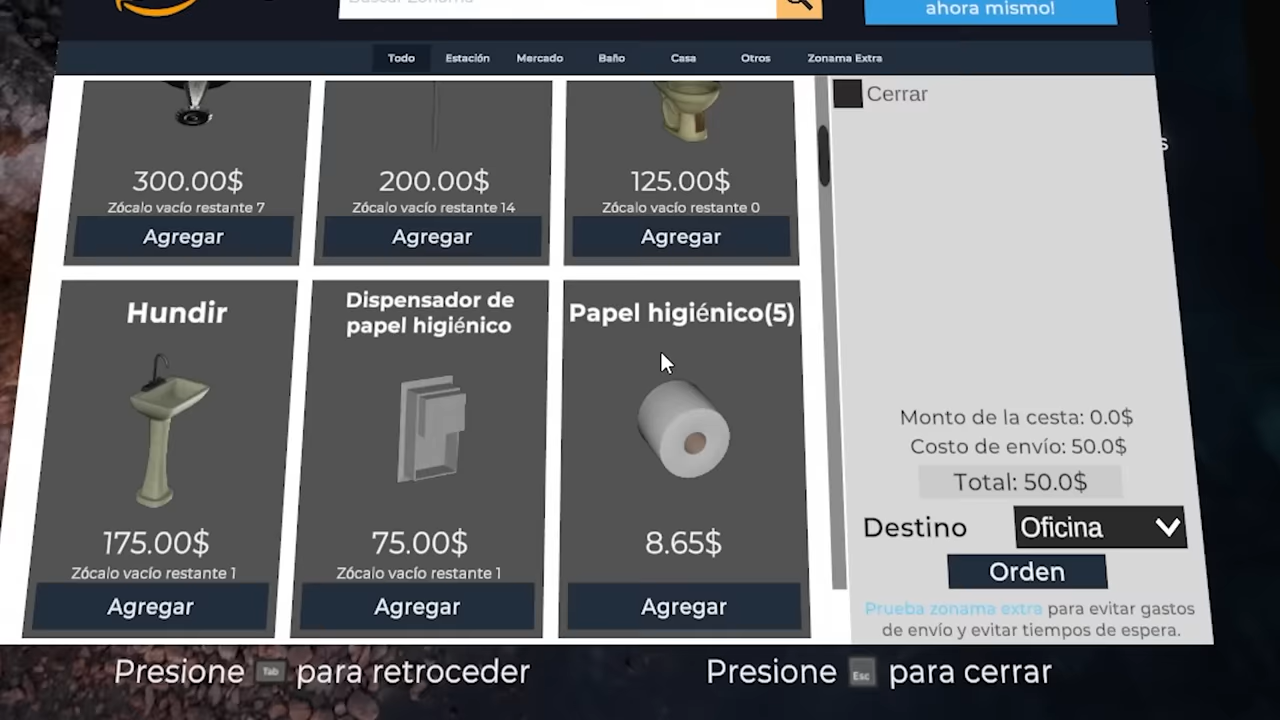 Buscar Zonama
ahora mismo!
Todo Estación Mercado Baño Casa Otros Zonama Extra
Cerrar
300.00$ 200.00$ 125.00$
Zócalo vacío restante 7 Zócalo vacío restante 14 Zócalo vacío restante 0
Agregar Agregar Agregar
Hundir
Dispensador de
papel higiénico
Papel higiénico(5)
175.00$ 75.00$ 8.65$
Zócalo vacío restante 1 Zócalo vacío restante 1
Agregar Agregar Agregar
Monto de la cesta: 0.0$
Costo de envío: 50.0$
Total: 50.0$
Destino Oficina
Orden
Prueba zonama extra para evitar gastos
de envío y evitar tiempos de espera.
Presione Tab para retroceder
Presione Esc para cerrar